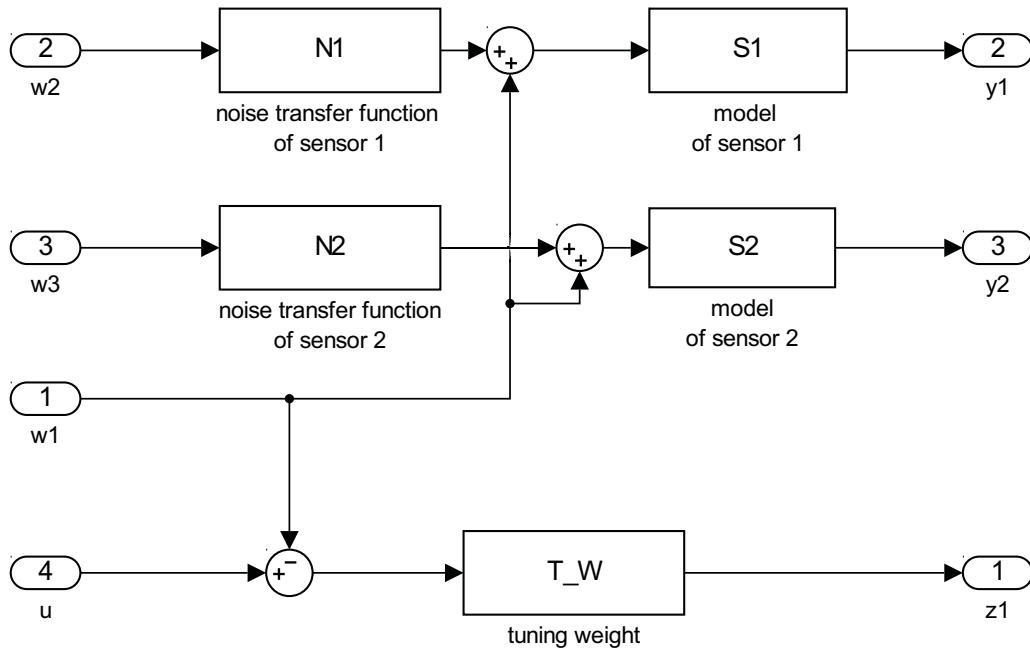 2
w2
N1
noise transfer function
of sensor 1
+
+
S1
model
of sensor 1
2
y1
3
w3
N2
noise transfer function
of sensor 2
+
+
S2
model
of sensor 2
3
y2
1
w1
4
u
+
−
T_W
tuning weight
1
z1